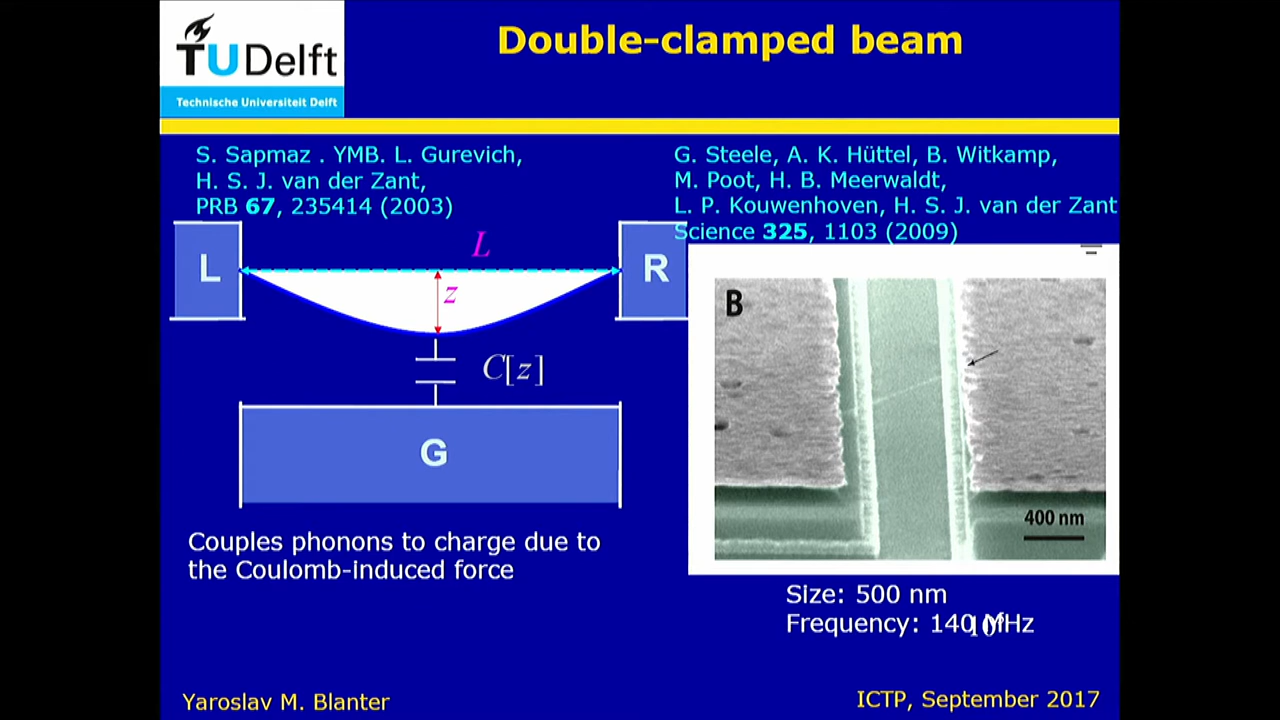 TU Delft
Technische Universiteit Delft
Double-clamped beam
S. Sapmaz . YMB. L. Gurevich,
H. S. J. van der Zant,
PRB 67, 235414 (2003)
G. Steele, A. K. Hüttel, B. Witkamp,
M. Poot, H. B. Meerwaldt,
L. P. Kouwenhoven, H. S. J. van der Zant
Science 325, 1103 (2009)
L
L
R
z
C[z]
G
B
400 nm
Couples phonons to charge due to
the Coulomb-induced force
Size: 500 nm
Frequency: 140 MHz
Yaroslav M. Blanter
ICTP, September 2017